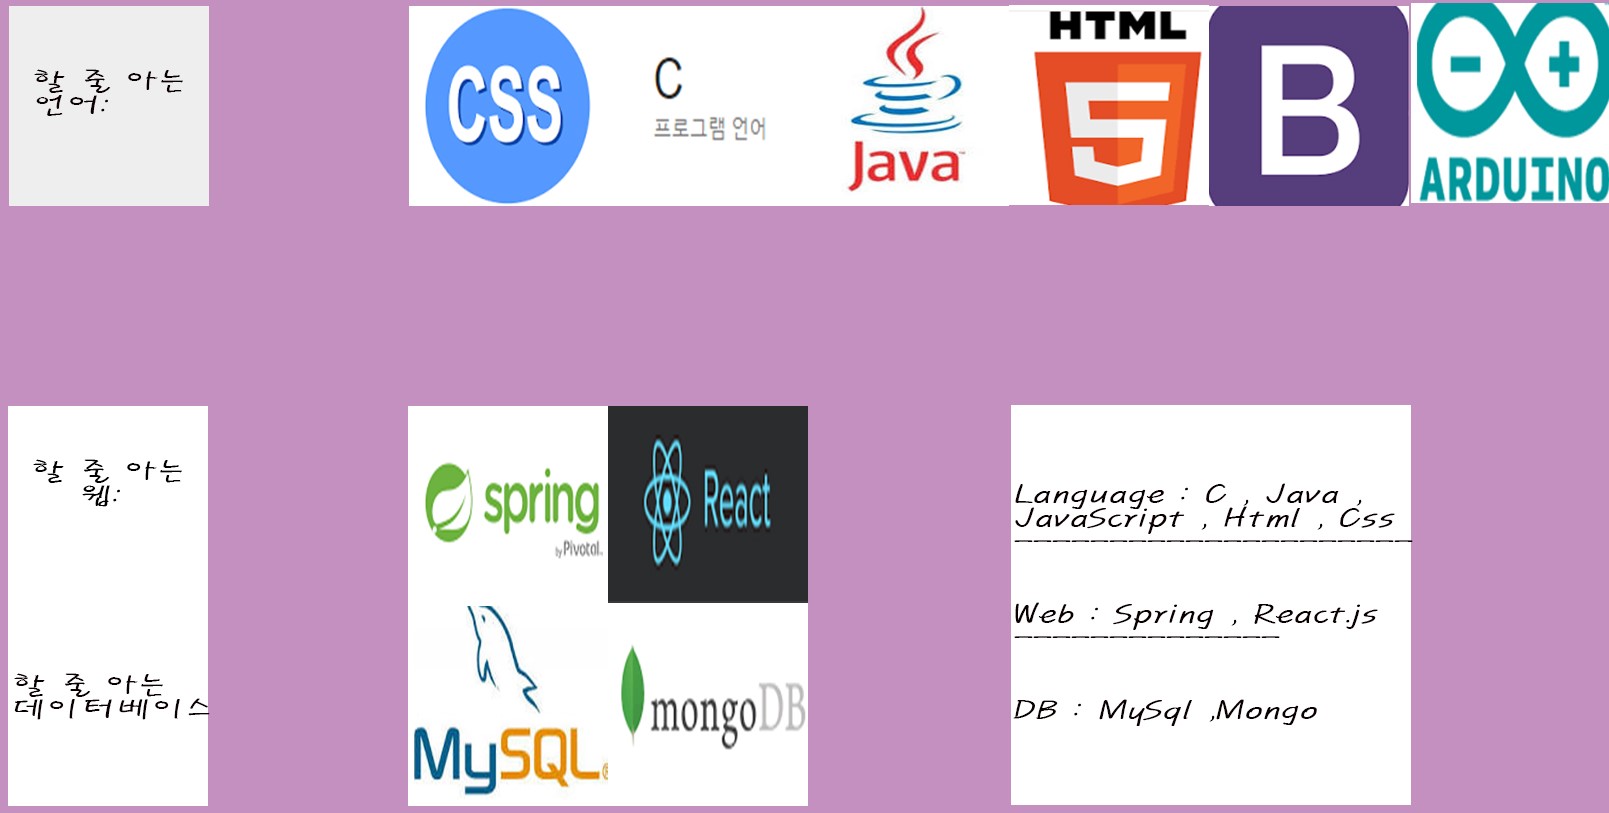 할 줄 아는
언어:
CSS
C
프로그램 언어
Java
HTML
5
B
ARDUINO
할 줄 아는
웹:
spring
by Pivotal
React
Language : C , Java ,
JavaScript , Html , Css
---------------------
Web : Spring , React.js
--------------
할 줄 아는
데이터베이스
MySQL
mongoDB
DB : MySql ,Mongo